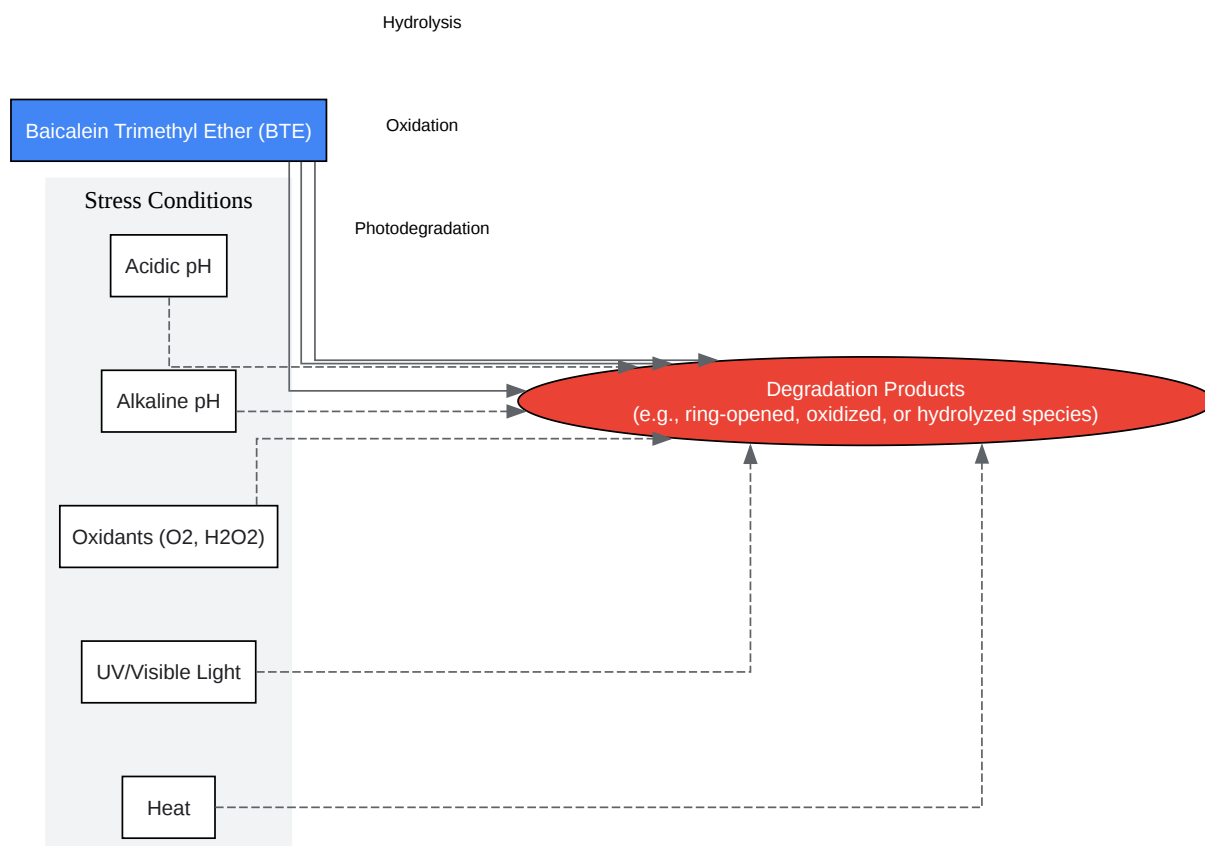 Hydrolysis
Baicalein Trimethyl Ether (BTE)
Oxidation
Stress Conditions
Photodegradation
Acidic pH
Degradation Products
(e.g., ring-opened, oxidized, or hydrolyzed species)
Alkaline pH
Oxidants (O2, H2O2)
UV/Visible Light
Heat